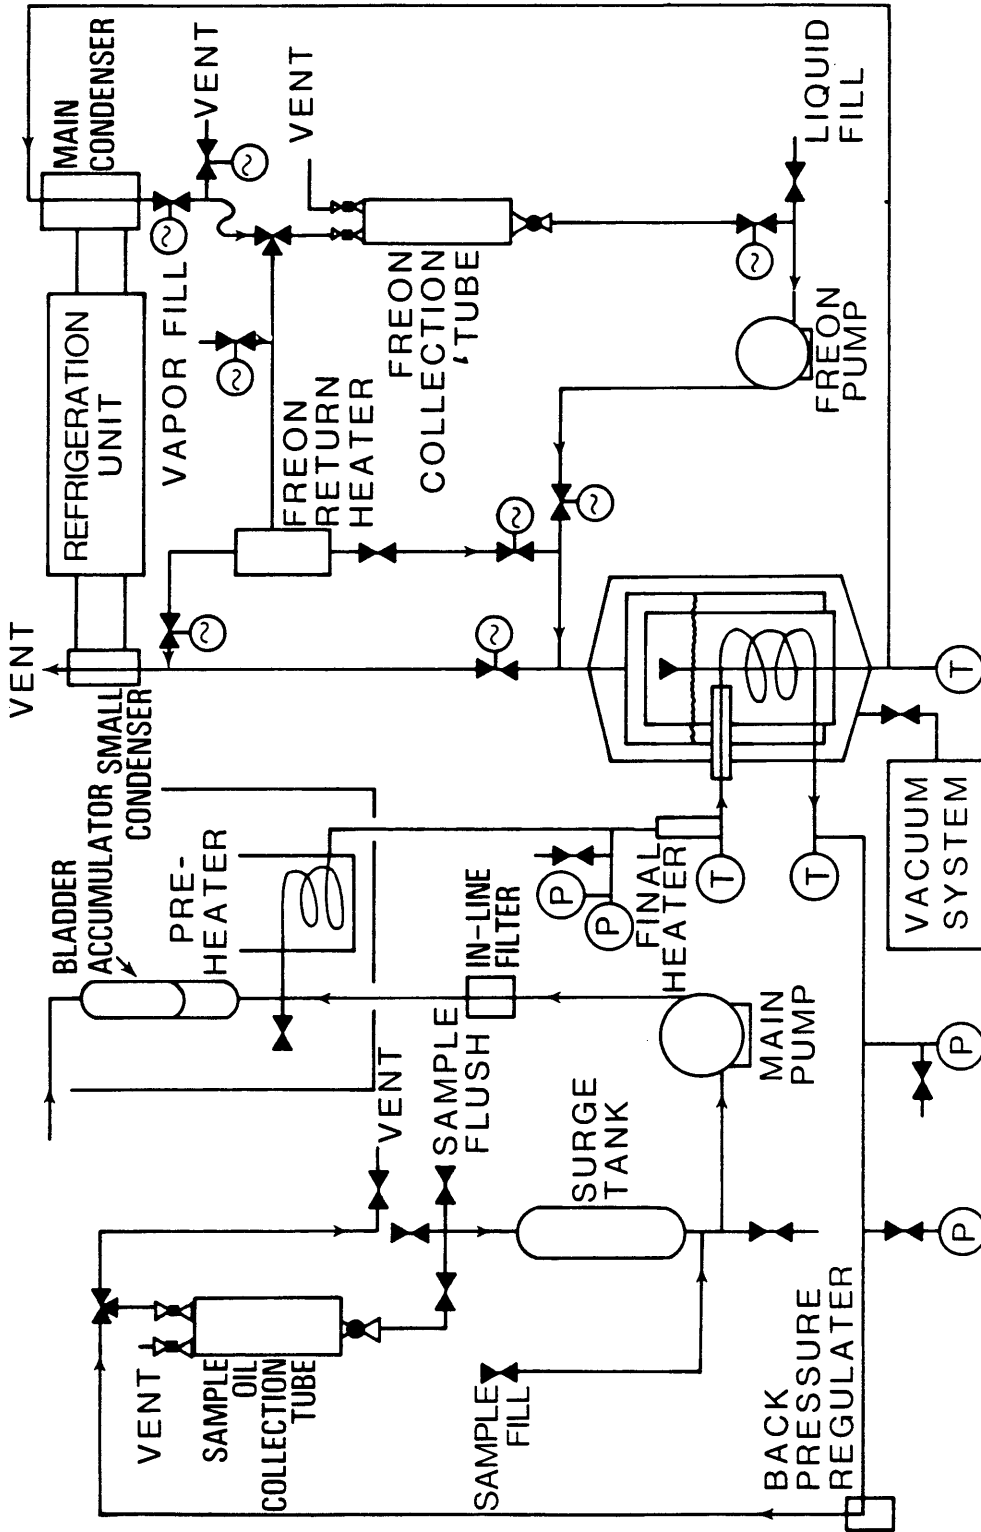 VENT
SMALL
CONDENSER
REFRIGERATION
UNIT
MAIN
CONDENSER
VENT
VENT
VAPOR FILL
FREON
RETURN
HEATER
FREON
COLLECTION
'TUBE
LIQUID
FILL
FREON
PUMP
BLADDER
ACCUMULATOR
PRE-
HEATER
IN-LINE
FILTER
P
P
FINAL
HEATER
T
T
T
VACUUM
SYSTEM
MAIN
PUMP
P
P
VENT
SAMPLE
FLUSH
SURGE
TANK
VENT
SAMPLE
OIL
COLLECTION
TUBE
SAMPLE
FILL
BACK
PRESSURE
REGULATER